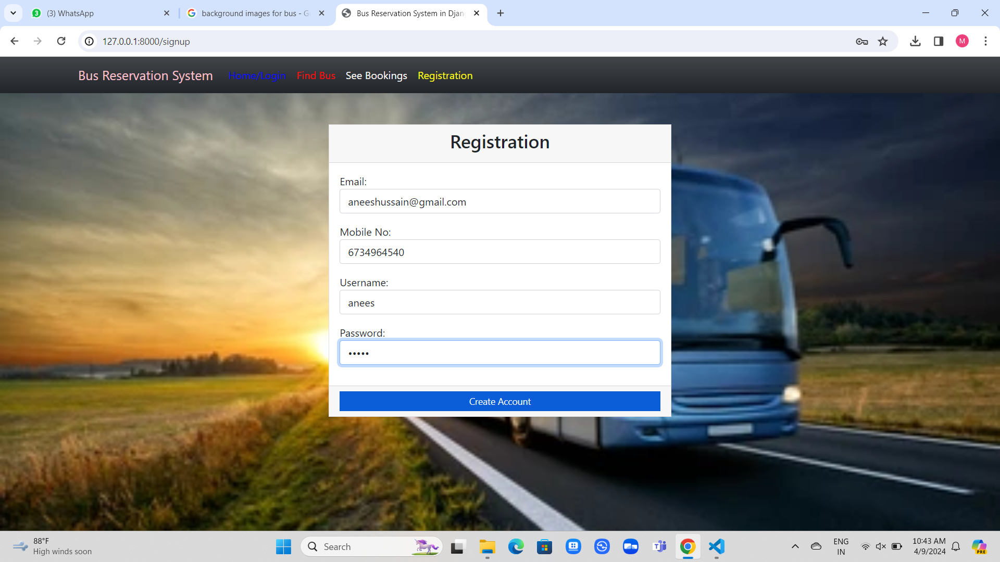 (3) WhatsApp
background images for bus - G
Bus Reservation System in Djan
127.0.0.1:8000/signup
M
Bus Reservation System
Home/Login
Find Bus
See Bookings
Registration
Registration
Email:
aneeshussain@gmail.com
Mobile No:
6734964540
Username:
anees
Password:
•••••
Create Account
88°F
High winds soon
Search
ENG
IN
10:43 AM
4/9/2024
PRE